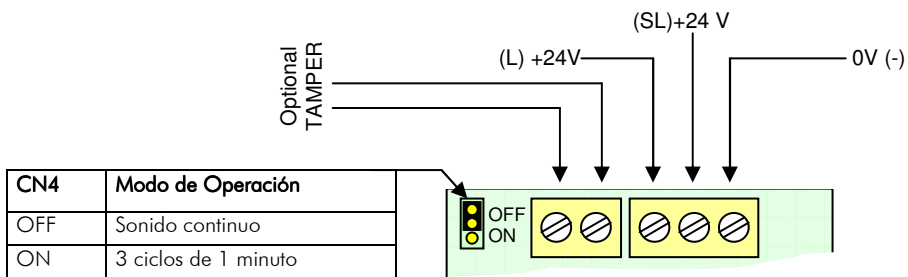 (SL)+24 V
(L) +24V
0V (-)
Optional
TAMPER
CN4 Modo de Operación
OFF Sonido continuo
ON 3 ciclos de 1 minuto
OFF
ON